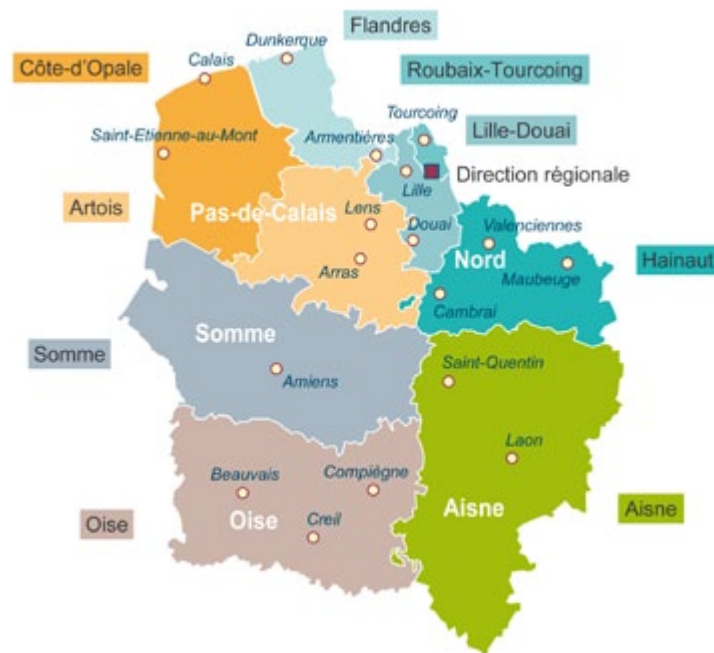 Flandres
Dunkerque
Calais
Côte-d'Opale
Roubaix-Tourcoing
Tourcoing
Saint-Etienne-au-Mont
Armentières
Lille-Douai
Direction régionale
Lille
Artois
Pas-de-Calais
Lens
Douai
Valenciennes
Nord
Maubeuge
Hainaut
Arras
Cambrai
Somme
Somme
Saint-Quentin
Amiens
Laon
Beauvais
Compiègne
Oise
Oise
Creil
Aisne
Aisne